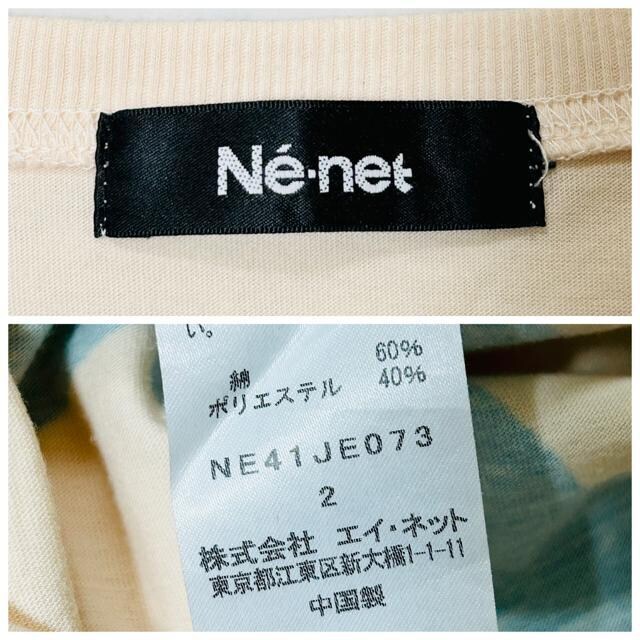 Né·net
い。
綿 60%
ポリエステル 40%
NE41JE073
2
株式会社 エイ・ネット
東京都江東区新大橋1-1-11
中国製